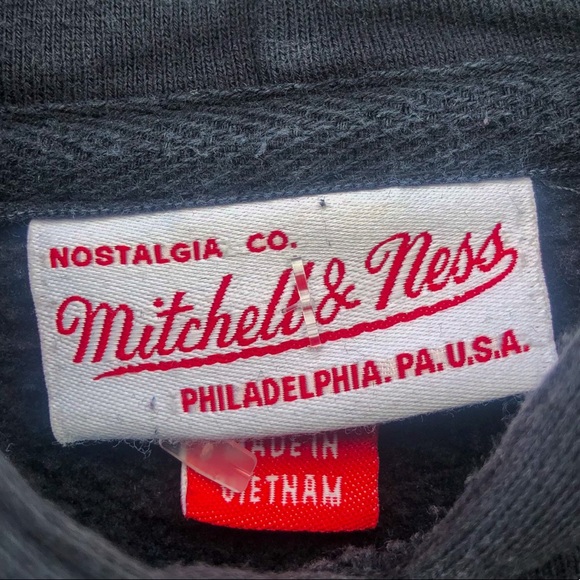 NOSTALGIA CO.
Mitchell & Ness
PHILADELPHIA. PA. U.S.A.
MADE IN
VIETNAM